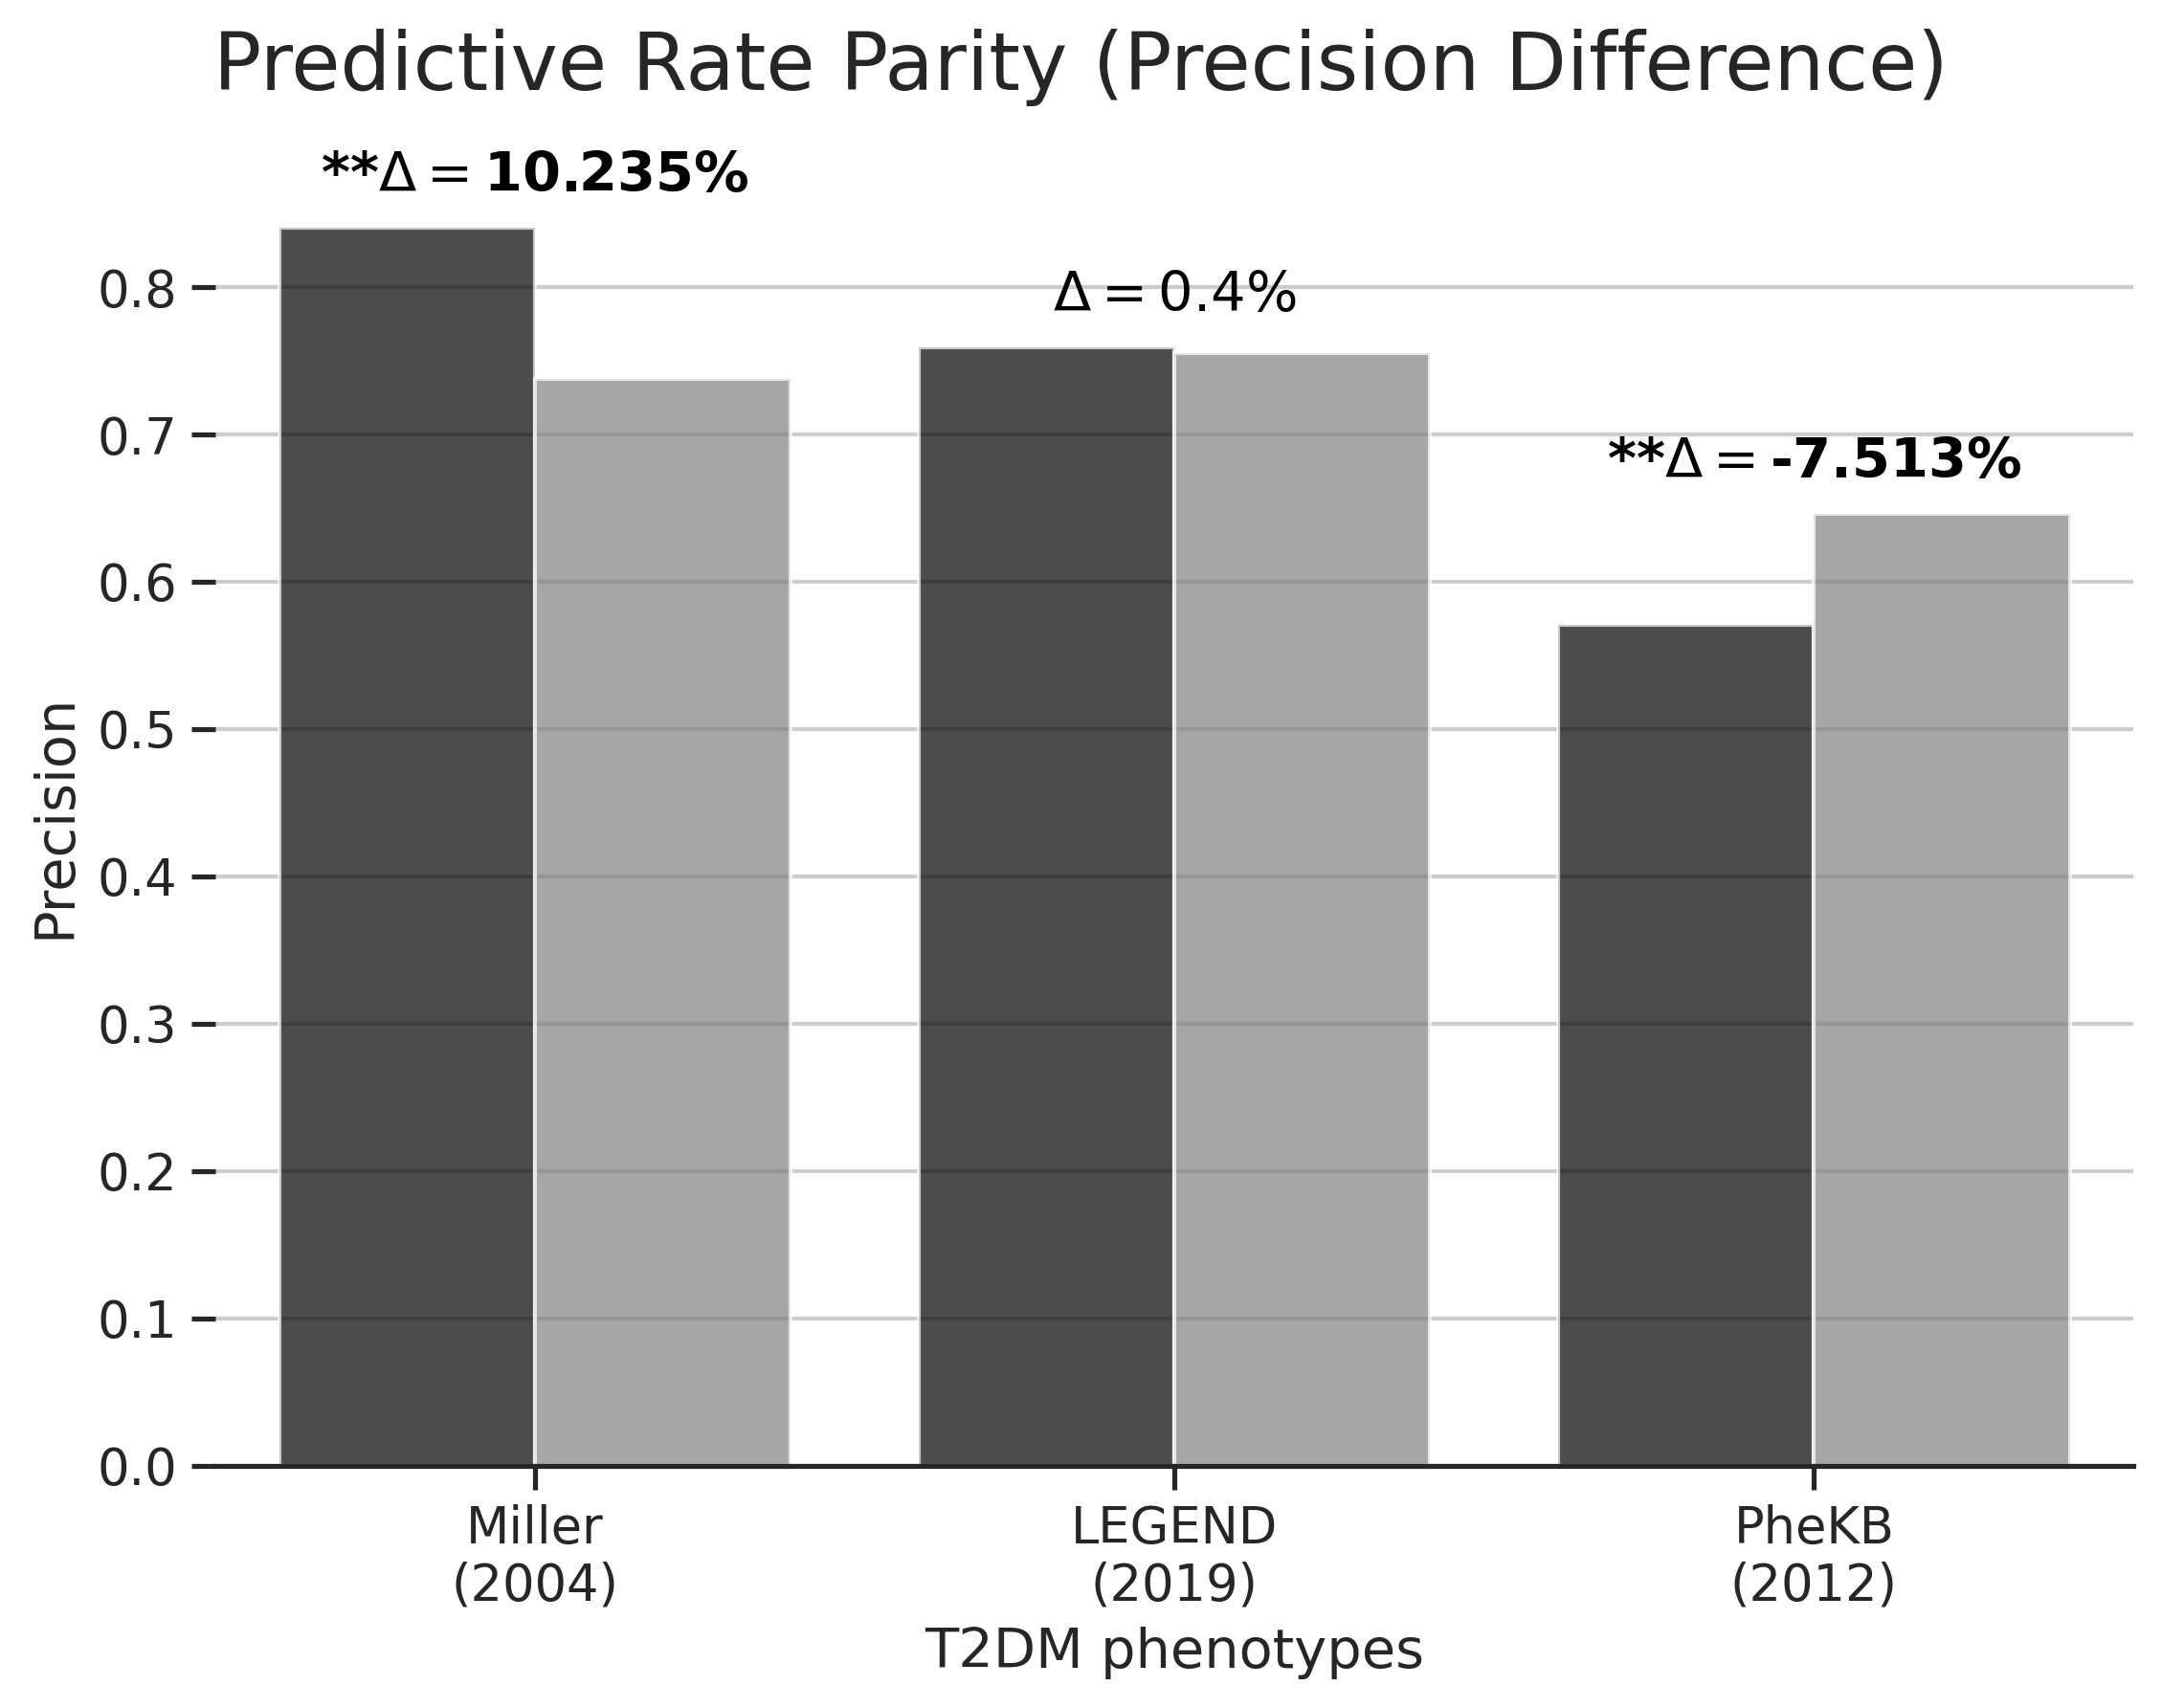 Predictive Rate Parity (Precision Difference)
**Δ = 10.235%
Δ = 0.4%
**Δ = -7.513%
0.8
0.7
0.6
0.5
0.4
0.3
0.2
0.1
0.0
Precision
Miller
(2004)
LEGEND
(2019)
PheKB
(2012)
T2DM phenotypes